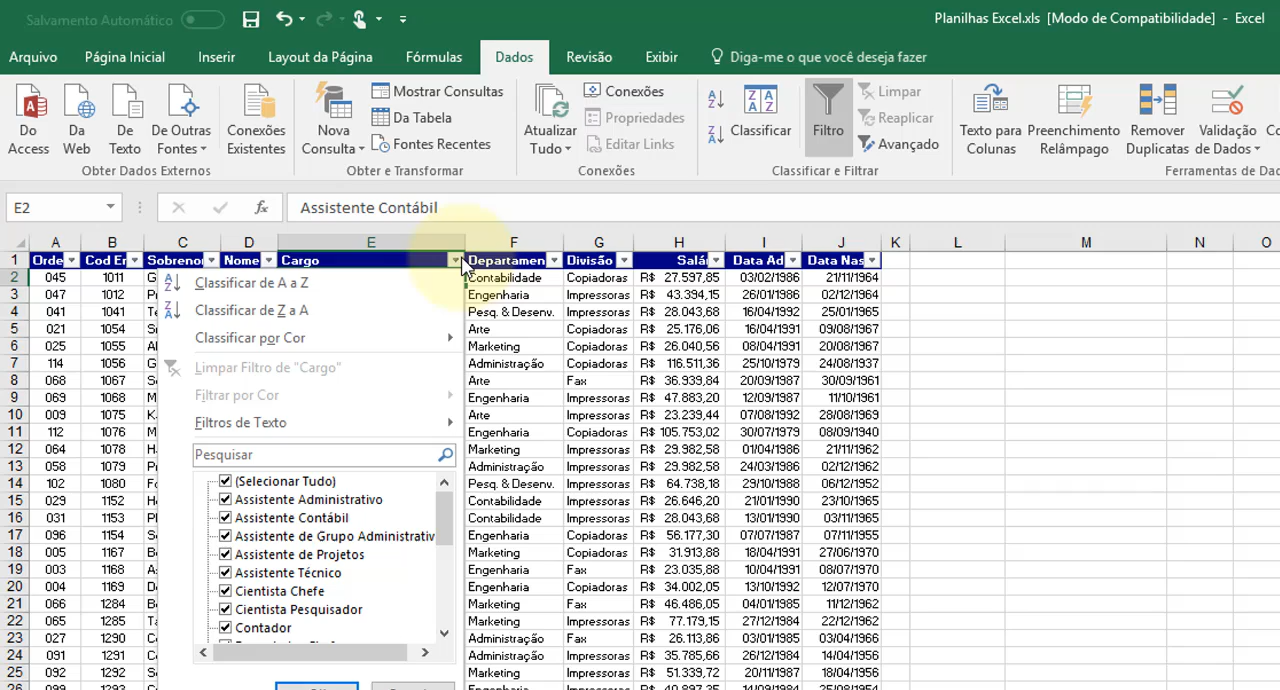 Salvamento Automático
Planilhas Excel.xls [Modo de Compatibilidade] - Excel
Arquivo Página Inicial Inserir Layout da Página Fórmulas Dados Revisão Exibir Diga-me o que você deseja fazer
Do Access
Da Web
De Texto
De Outras Fontes
Conexões Existentes
Obter Dados Externos
Nova Consulta
Mostrar Consultas
Da Tabela
Fontes Recentes
Obter e Transformar
Atualizar Tudo
Conexões
Propriedades
Editar Links
Conexões
Classificar
Filtro
Limpar
Reaplicar
Avançado
Classificar e Filtrar
Texto para Colunas
Preenchimento Relâmpago
Remover Duplicatas
Validação de Dados
Ferramentas de
E2 fx Assistente Contábil
A B C D E F G H I J K L M N O
1 Orde Cod Er Sobreno Nome Cargo Departamen Divisão Salár Data Ad Data Nas
2 045 1011 Contabilidade Copiadoras R$ 27.597,85 03/02/1986 21/11/1964
3 047 1012 Engenharia Impressoras R$ 43.394,15 26/01/1986 02/12/1964
4 041 1041 Pesq. & Desenv. Impressoras R$ 28.043,68 16/04/1992 25/01/1965
5 021 1054 Arte Copiadoras R$ 25.176,06 16/04/1991 09/08/1967
6 025 1055 Marketing Impressoras R$ 26.040,56 08/04/1991 20/08/1967
7 114 1056 Administração Impressoras R$ 116.511,36 25/10/1979 24/08/1937
8 068 1067 Arte Fax R$ 36.939,84 20/09/1987 30/09/1961
9 069 1068 Engenharia Impressoras R$ 47.883,20 12/09/1987 11/10/1961
10 009 1075 Arte Copiadoras R$ 23.239,44 07/08/1992 28/08/1969
11 112 1076 Engenharia Copiadoras R$ 105.753,02 30/07/1979 08/09/1940
12 064 1078 Marketing Impressoras R$ 29.982,58 01/04/1986 21/11/1962
13 058 1079 Administração Impressoras R$ 29.982,58 24/03/1986 02/12/1962
14 102 1080 Pesq. & Desenv. Impressoras R$ 64.738,18 29/10/1988 06/12/1952
15 029 1152 Contabilidade Copiadoras R$ 26.646,20 21/01/1990 23/10/1965
16 031 1153 Contabilidade Impressoras R$ 28.043,68 13/01/1990 03/11/1965
17 096 1154 Engenharia Copiadoras R$ 56.177,30 07/07/1987 07/11/1955
18 005 1167 Marketing Impressoras R$ 31.913,88 18/04/1991 27/06/1970
19 003 1168 Engenharia Fax R$ 23.035,88 10/04/1991 08/07/1970
20 004 1169 Engenharia Copiadoras R$ 34.002,05 13/10/1992 12/07/1970
21 066 1284 Marketing Fax R$ 46.486,05 04/01/1985 11/12/1962
22 065 1285 Marketing Impressoras R$ 77.179,15 27/12/1984 22/12/1962
23 027 1290 Administração Fax R$ 26.113,86 03/01/1985 03/04/1966
24 091 1291 Administração Impressoras R$ 35.785,66 26/12/1984 14/04/1956
25 092 1292 Marketing Impressoras R$ 51.339,72 20/11/1987 18/04/1956
26 099 1293 Engenharia Copiadoras R$ 40.897,35 14/09/1984 25/08/1954
Classificar de A a Z
Classificar de Z a A
Classificar por Cor
Limpar Filtro de "Cargo"
Filtrar por Cor
Filtros de Texto
Pesquisar
(Selecionar Tudo)
Assistente Administrativo
Assistente Contábil
Assistente de Grupo Administrativ
Assistente de Projetos
Assistente Técnico
Cientista Chefe
Cientista Pesquisador
Contador